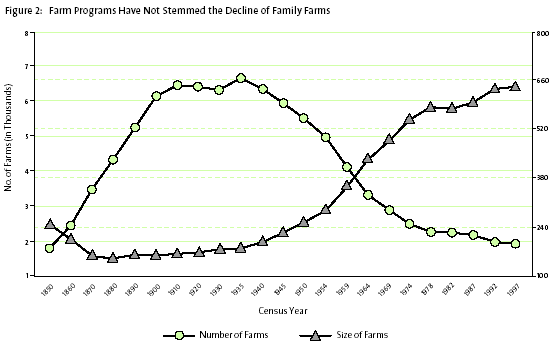 Figure 2: Farm Programs Have Not Stemmed the Decline of Family Farms
8 800
7 660
6
5 520
4 380
3
2 240
1 100
No. of Farms (in Thousands)
1850 1860 1870 1880 1890 1900 1910 1920 1930 1935 1940 1945 1950 1954 1959 1964 1969 1974 1978 1982 1987 1992 1997
Census Year
Number of Farms Size of Farms